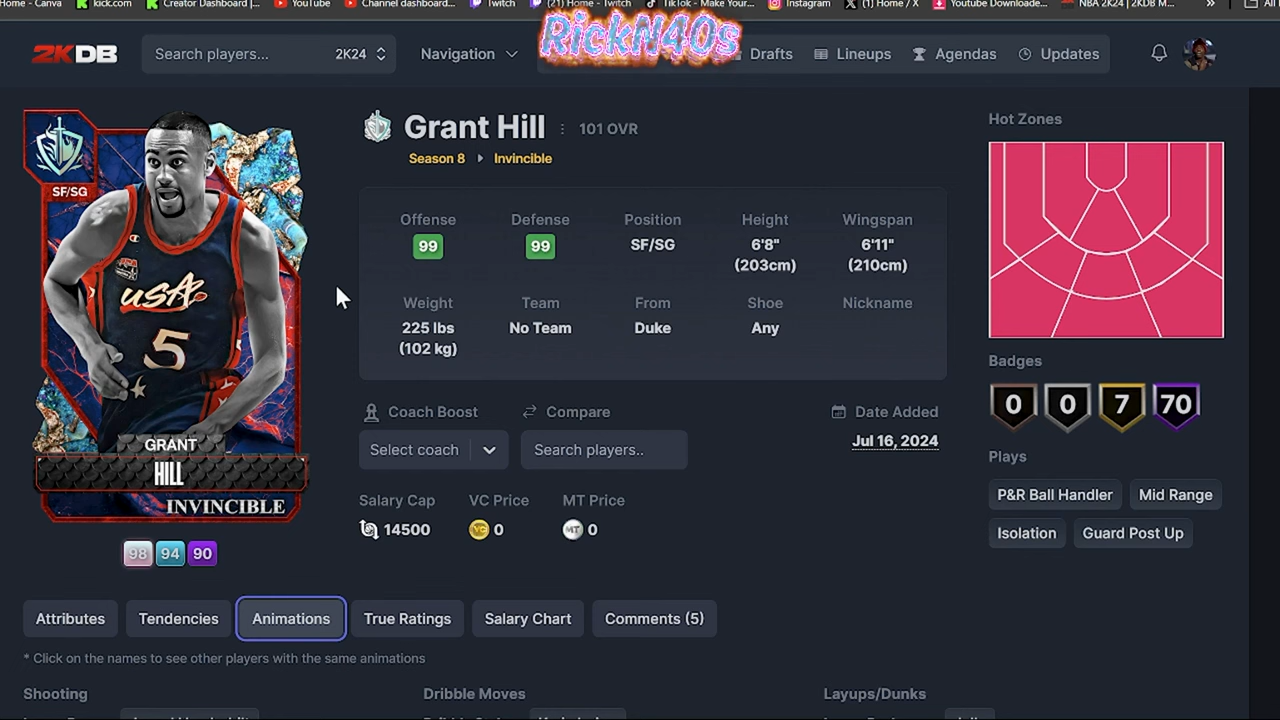 Home - Canva kick.com Creator Dashboard |... YouTube Channel dashboard... Twitch (21) Home - Twitch TikTok - Make Your... Instagram (1) Home / X Youtube Downloade... NBA 2K24 | 2KDB M... » All
RickN40s
2KDB Search players... 2K24 Navigation Drafts Lineups Agendas Updates
SF/SG
USA
5
GRANT
HILL
INVINCIBLE
98 94 90
Grant Hill : 101 OVR
Season 8 Invincible
Offense Defense Position Height Wingspan
99 99 SF/SG 6'8" 6'11"
(203cm) (210cm)
Weight Team From Shoe Nickname
225 lbs No Team Duke Any
(102 kg)
Coach Boost Compare Date Added
Select coach Search players.. Jul 16, 2024
Salary Cap VC Price MT Price
14500 VC 0 MT 0
Hot Zones
Badges
0 0 7 70
Plays
P&R Ball Handler Mid Range
Isolation Guard Post Up
Attributes Tendencies Animations True Ratings Salary Chart Comments (5)
* Click on the names to see other players with the same animations
Shooting Dribble Moves Layups/Dunks